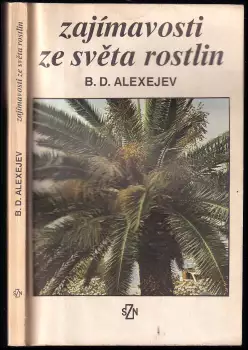 zajímavosti ze světa rostlin
B. D. ALEXEJEV
SZN
zajímavosti
ze světa rostlin
B. D. ALEXEJEV
SZN